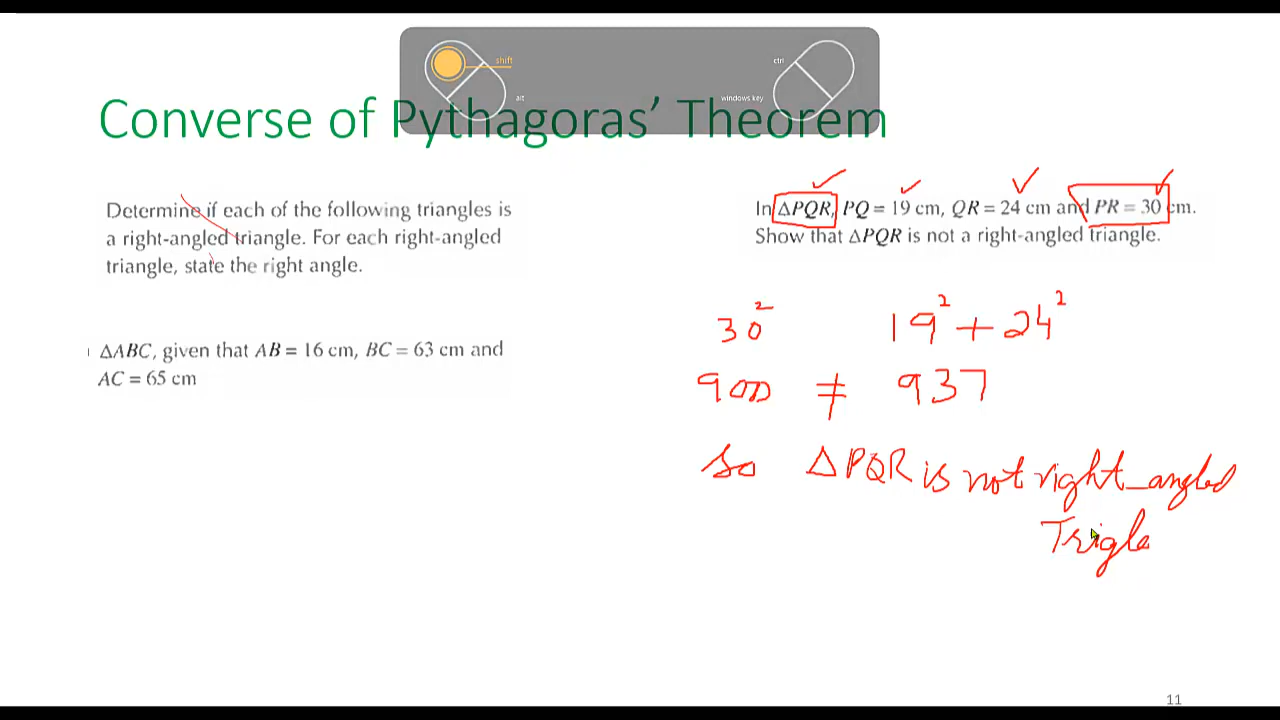 shift
ctrl
alt
windows key
Converse of Pythagoras' Theorem
Determine if each of the following triangles is
a right-angled triangle. For each right-angled
triangle, state the right angle.
ΔABC, given that AB = 16 cm, BC = 63 cm and
AC = 65 cm
In ΔPQR, PQ = 19 cm, QR = 24 cm and PR = 30 cm.
Show that ΔPQR is not a right-angled triangle.
30² 19² + 24²
900 ≠ 937
So Δ PQR is not right-angled
Trigle
11